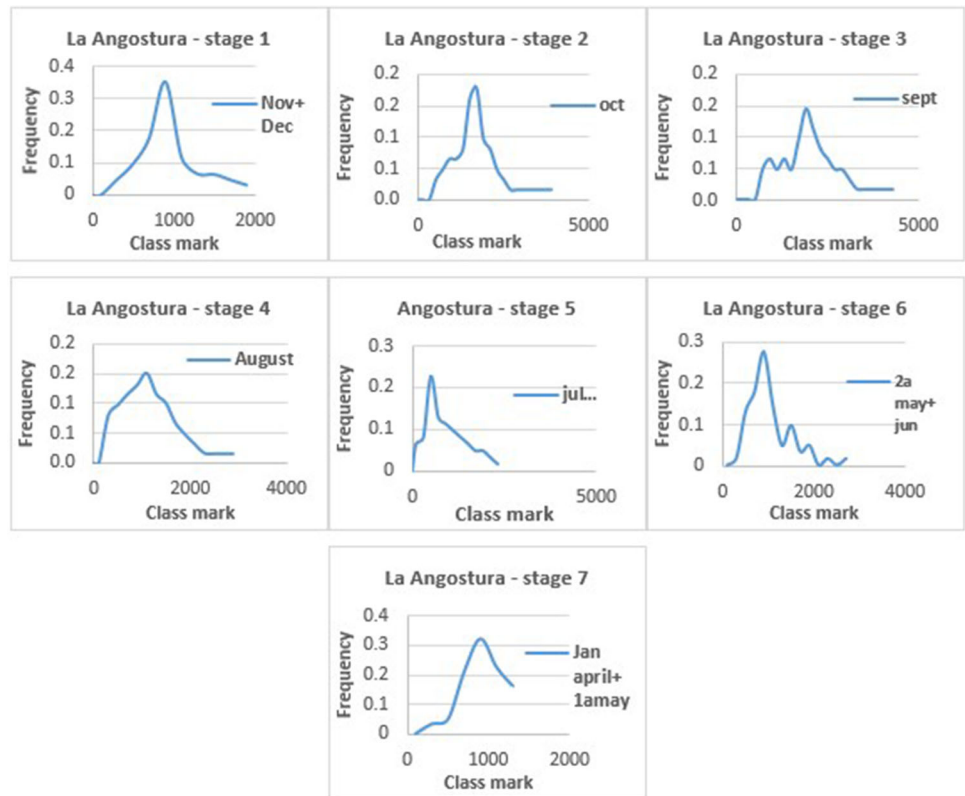 La Angostura - stage 1
0.4
0.3
0.2
0.1
0
Frequency
Nov+
Dec
0
1000
2000
Class mark
La Angostura - stage 2
0.2
0.2
0.1
0.1
0.0
Frequency
oct
0
5000
Class mark
La Angostura - stage 3
0.2
0.2
0.1
0.1
0.0
Frequency
sept
0
5000
Class mark
La Angostura - stage 4
0.2
0.2
0.1
0.1
0.0
Frequency
August
0
2000
4000
Class mark
Angostura - stage 5
0.3
0.2
0.1
0
Frequency
jul...
0
5000
Class mark
La Angostura - stage 6
0.3
0.2
0.1
0
Frequency
2a
may+
jun
0
2000
4000
Class mark
La Angostura - stage 7
0.4
0.3
0.2
0.1
0
Frequency
Jan
april+
1amay
0
1000
2000
Class mark